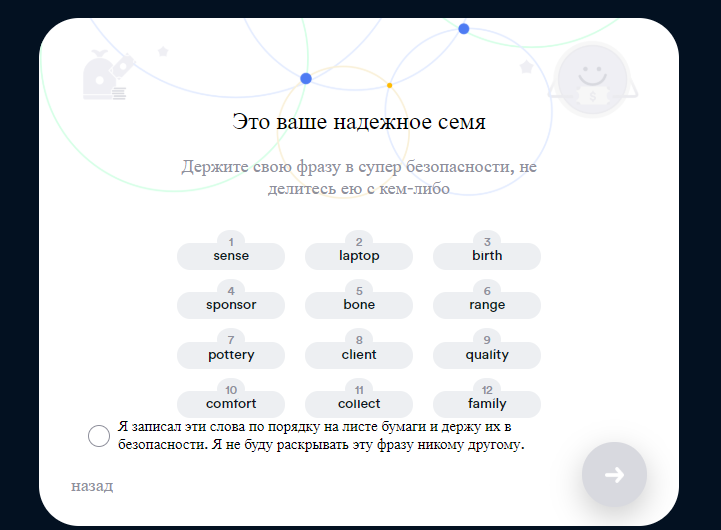 Это ваше надежное семя
Держите свою фразу в супер безопасности, не
делитесь ею с кем-либо
1 2 3
sense laptop birth
4 5 6
sponsor bone range
7 8 9
pottery client quality
10 11 12
comfort collect family
Я записал эти слова по порядку на листе бумаги и держу их в
безопасности. Я не буду раскрывать эту фразу никому другому.
назад